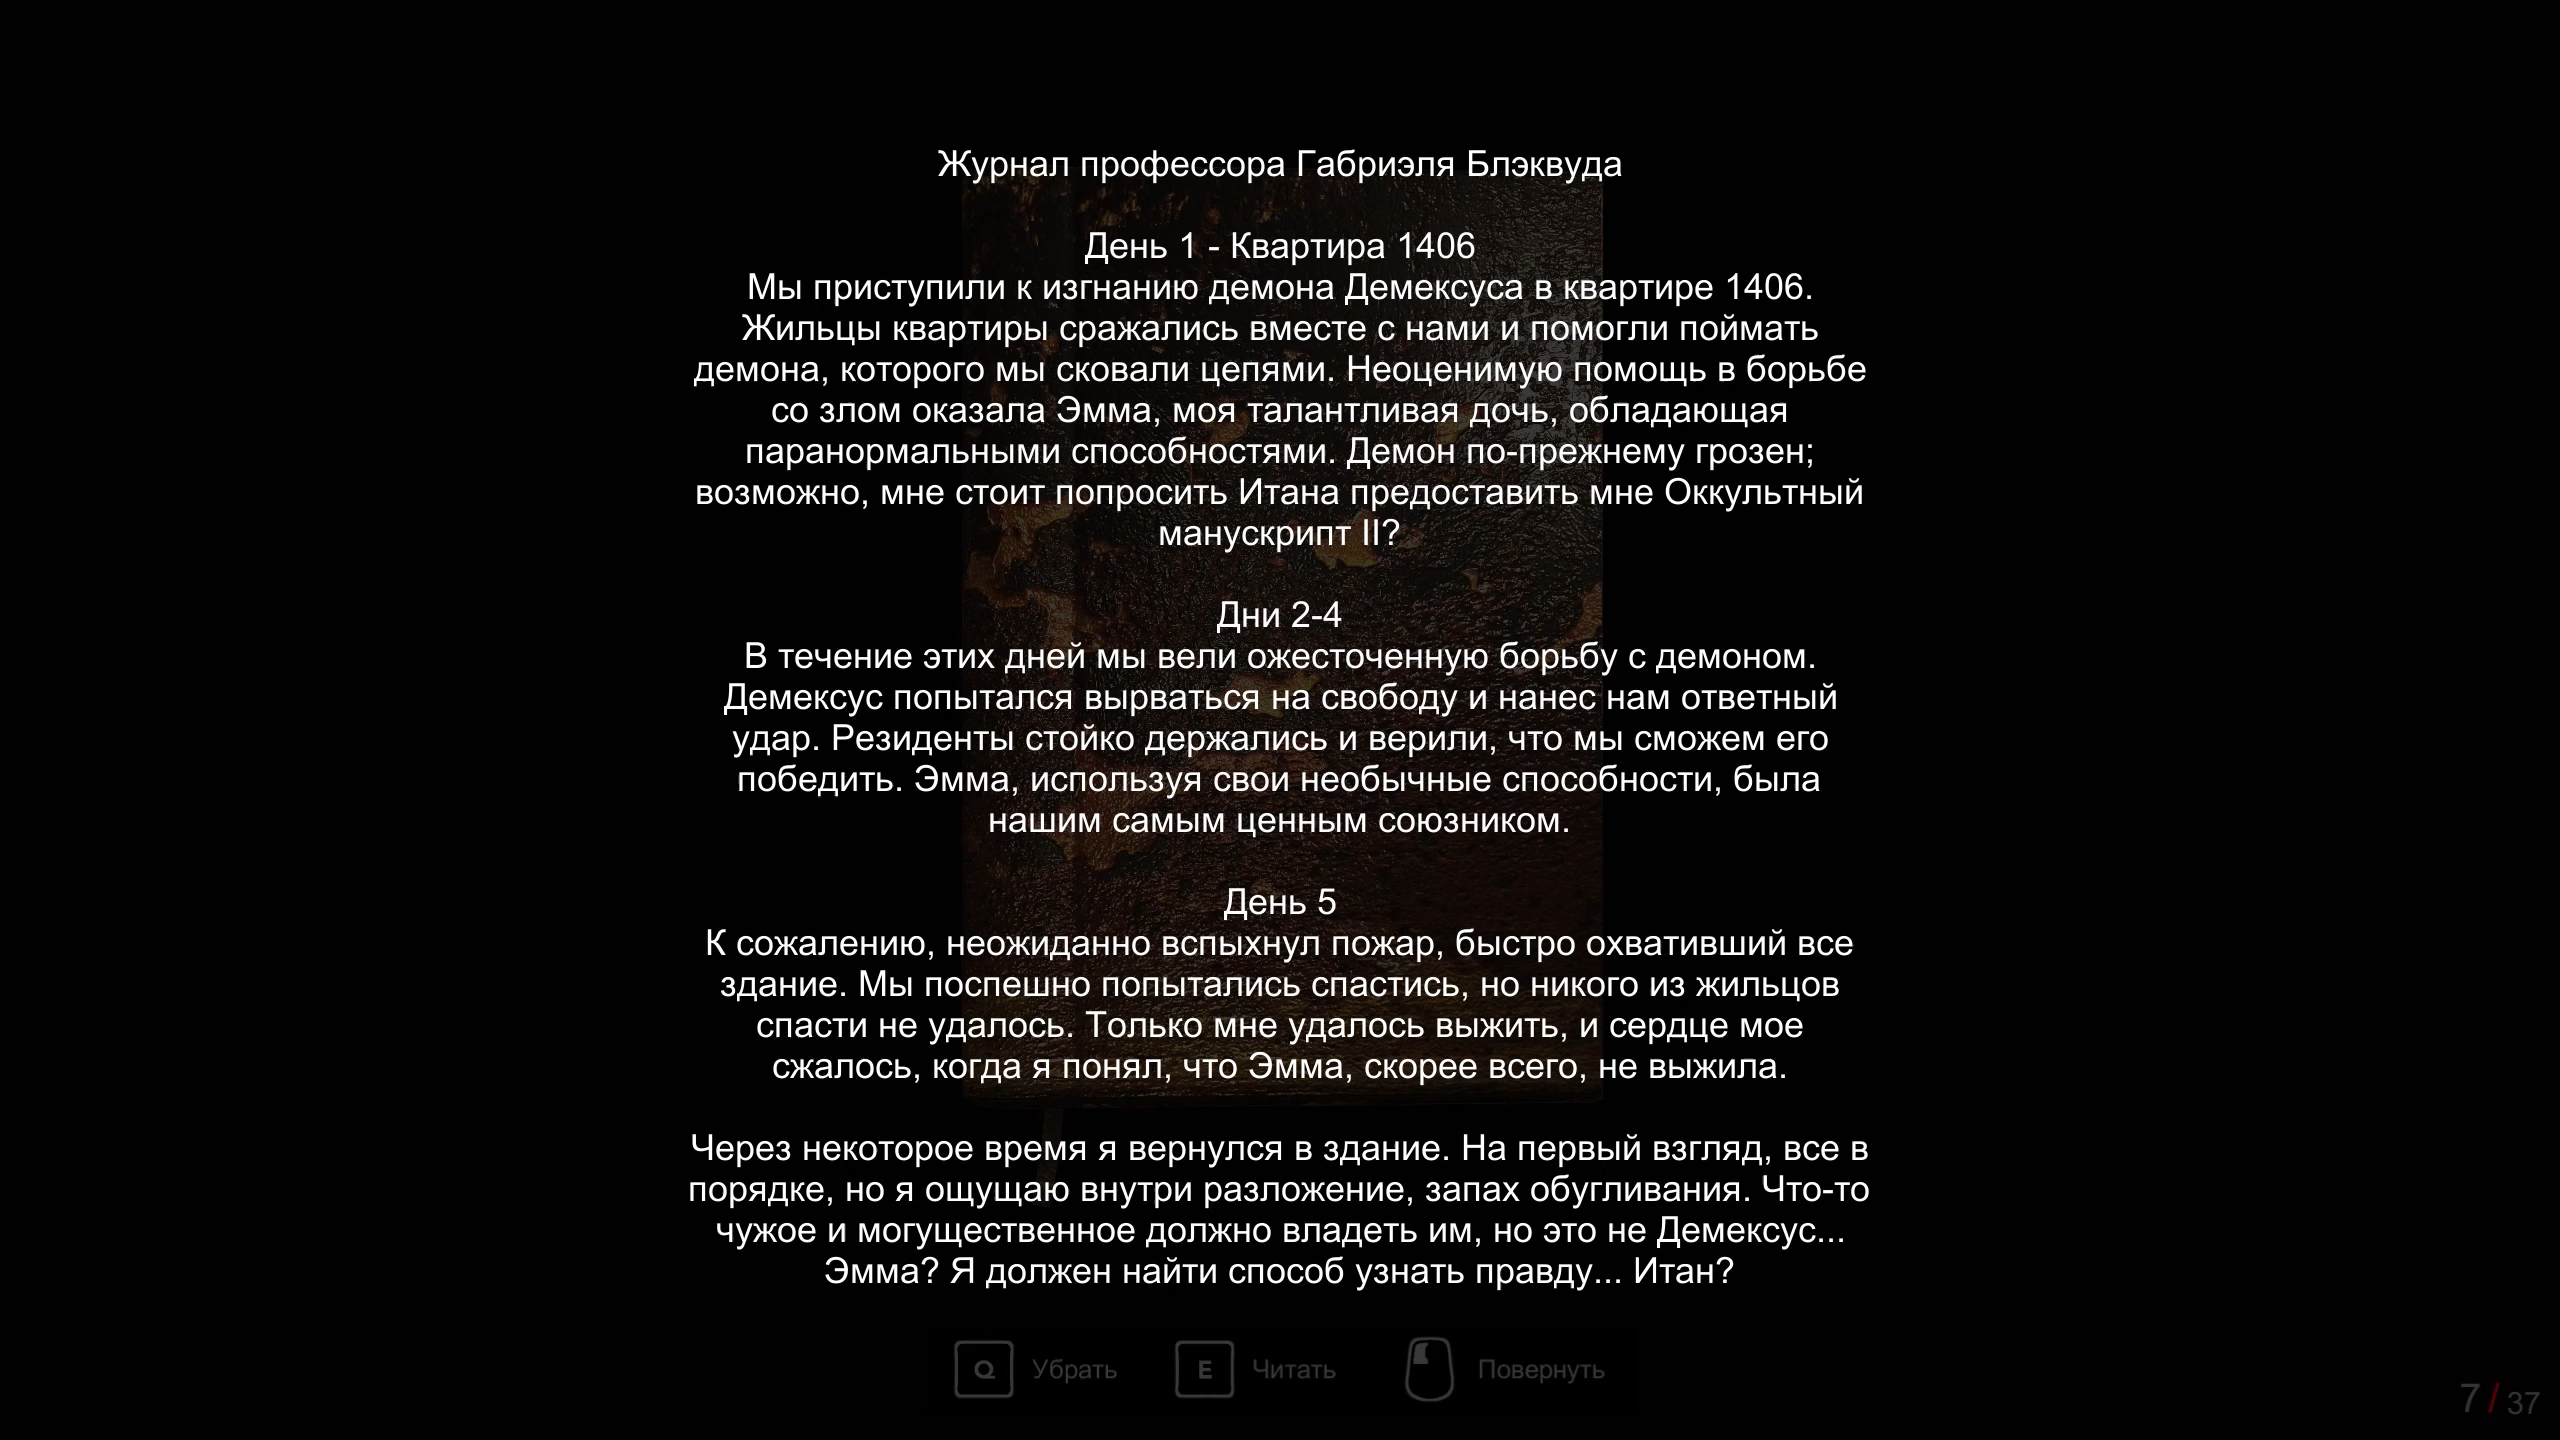 Журнал профессора Габриэля Блэквуда
День 1 - Квартира 1406
Мы приступили к изгнанию демона Демексуса в квартире 1406.
Жильцы квартиры сражались вместе с нами и помогли поймать
демона, которого мы сковали цепями. Неоценимую помощь в борьбе
со злом оказала Эмма, моя талантливая дочь, обладающая
паранормальными способностями. Демон по-прежнему грозен;
возможно, мне стоит попросить Итана предоставить мне Оккультный
манускрипт II?
Дни 2-4
В течение этих дней мы вели ожесточенную борьбу с демоном.
Демексус попытался вырваться на свободу и нанес нам ответный
удар. Резиденты стойко держались и верили, что мы сможем его
победить. Эмма, используя свои необычные способности, была
нашим самым ценным союзником.
День 5
К сожалению, неожиданно вспыхнул пожар, быстро охвативший все
здание. Мы поспешно попытались спастись, но никого из жильцов
спасти не удалось. Только мне удалось выжить, и сердце мое
сжалось, когда я понял, что Эмма, скорее всего, не выжила.
Через некоторое время я вернулся в здание. На первый взгляд, все в
порядке, но я ощущаю внутри разложение, запах обугливания. Что-то
чужое и могущественное должно владеть им, но это не Демексус...
Эмма? Я должен найти способ узнать правду... Итан?
Q Убрать E Читать Повернуть
7 / 37